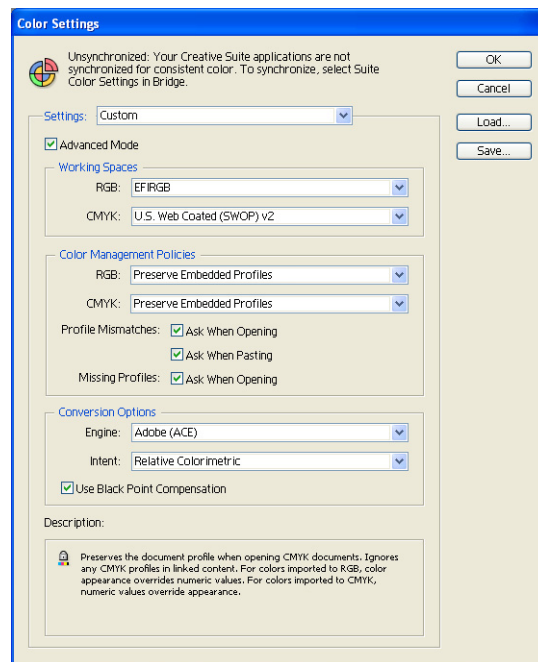 Color Settings
Unsynchronized: Your Creative Suite applications are not
synchronized for consistent color. To synchronize, select Suite
Color Settings in Bridge.
OK
Cancel
Load...
Save...
Settings: Custom
Advanced Mode
Working Spaces
RGB: EFIRGB
CMYK: U.S. Web Coated (SWOP) v2
Color Management Policies
RGB: Preserve Embedded Profiles
CMYK: Preserve Embedded Profiles
Profile Mismatches: Ask When Opening
Ask When Pasting
Missing Profiles: Ask When Opening
Conversion Options
Engine: Adobe (ACE)
Intent: Relative Colorimetric
Use Black Point Compensation
Description:
Preserves the document profile when opening CMYK documents. Ignores
any CMYK profiles in linked content. For colors imported to RGB, color
appearance overrides numeric values. For colors imported to CMYK,
numeric values override appearance.